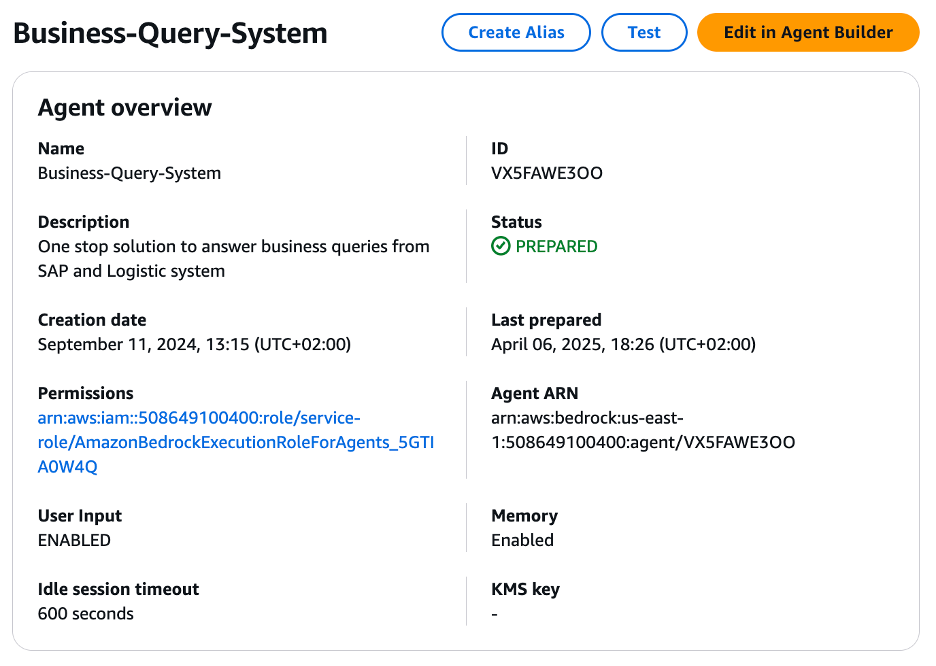 Business-Query-System
Create Alias
Test
Edit in Agent Builder
Agent overview
Name
Business-Query-System
ID
VX5FAWE3OO
Description
One stop solution to answer business queries from
SAP and Logistic system
Status
PREPARED
Creation date
September 11, 2024, 13:15 (UTC+02:00)
Last prepared
April 06, 2025, 18:26 (UTC+02:00)
Permissions
arn:aws:iam::508649100400:role/service-
role/AmazonBedrockExecutionRoleForAgents_5GTI
A0W4Q
Agent ARN
arn:aws:bedrock:us-east-
1:508649100400:agent/VX5FAWE3OO
User Input
ENABLED
Memory
Enabled
Idle session timeout
600 seconds
KMS key
-